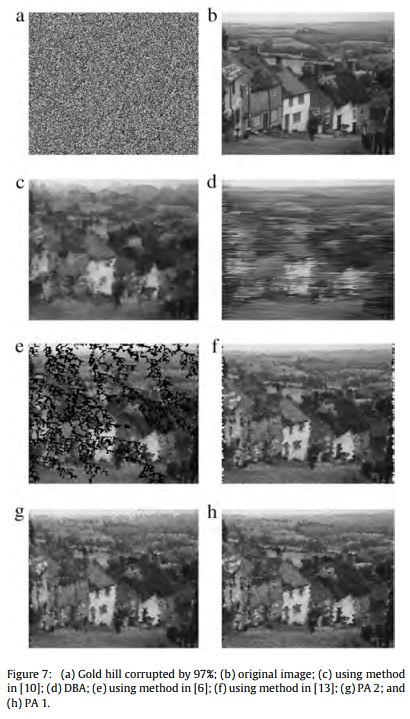 a
b
c
d
e
f
g
h
Figure 7: (a) Gold hill corrupted by 97%; (b) original image; (c) using method
in [10]; (d) DBA; (e) using method in [6]; (f) using method in [13]; (g) PA 2; and
(h) PA 1.